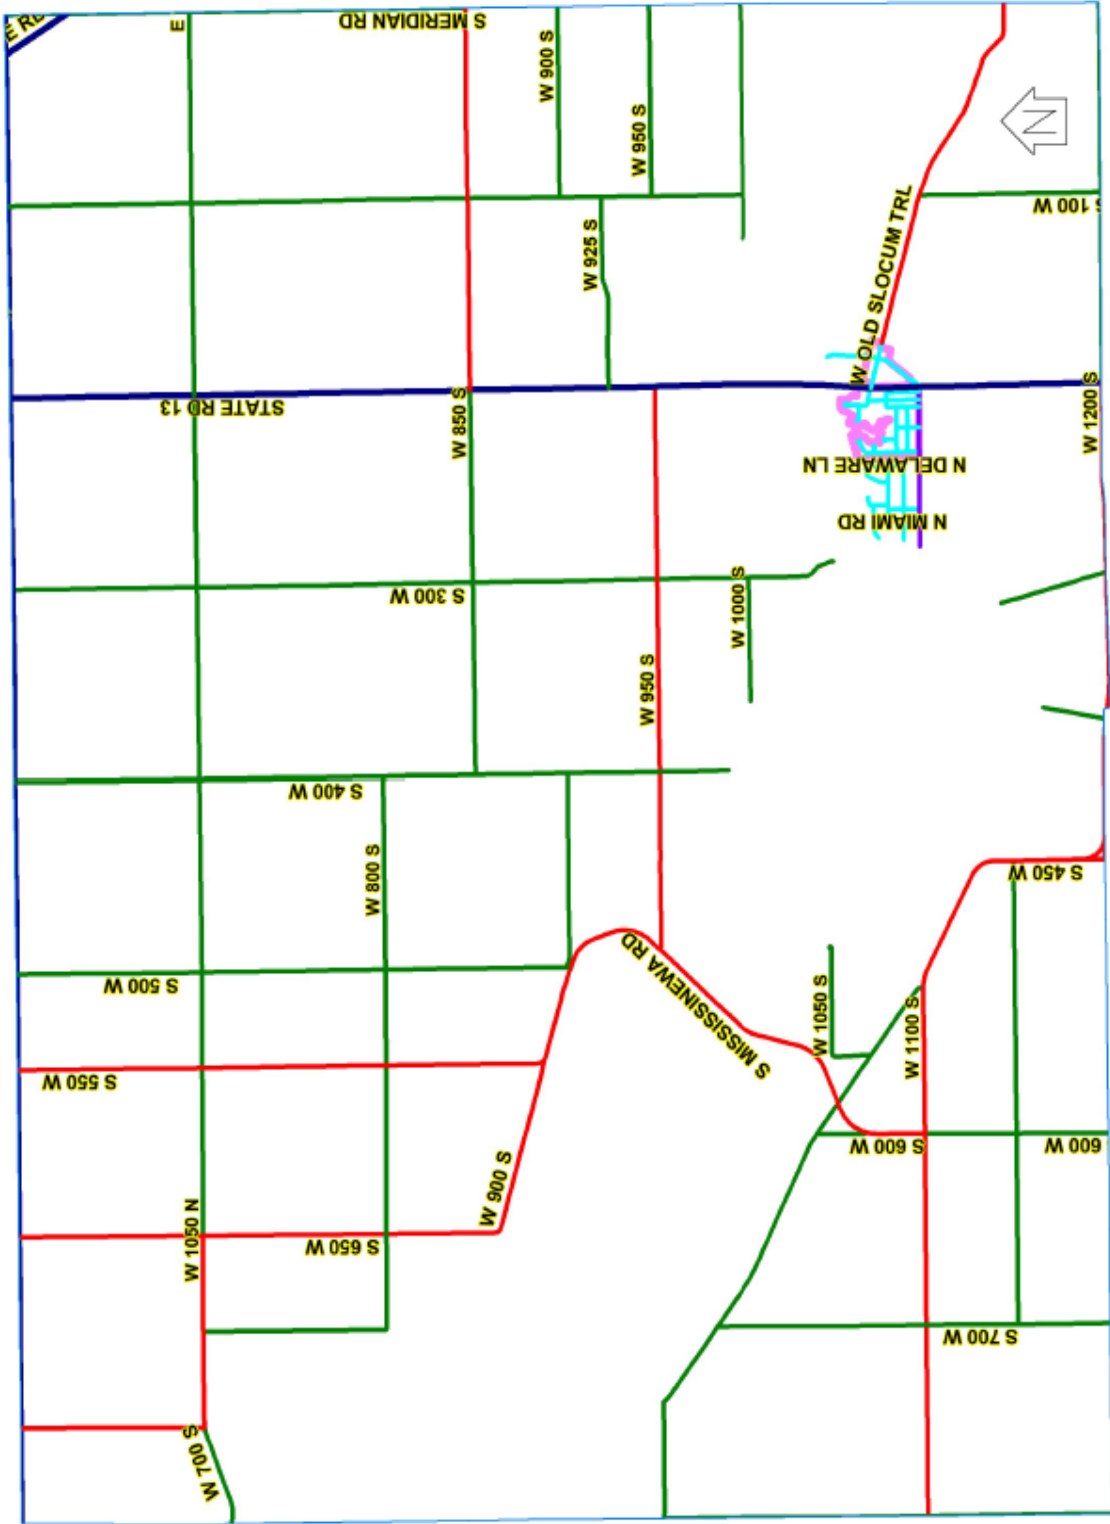 E RD
E
S MERIDIAN RD
W 900 S
W 950 S
N
S 100 W
W 925 S
W OLD SLOCUM TRL
STATE RD 13
W 850 S
W 1200 S
N DELAWARE LN
N MIAMI RD
S 300 W
W 1000 S
W 950 S
S 400 W
W 800 S
S 450 W
S 500 W
S MISSISSINEWA RD
W 1050 S
W 1100 S
S 550 W
S 600 W
600 W
W 900 S
W 1050 N
S 650 W
S 700 W
W 700 S